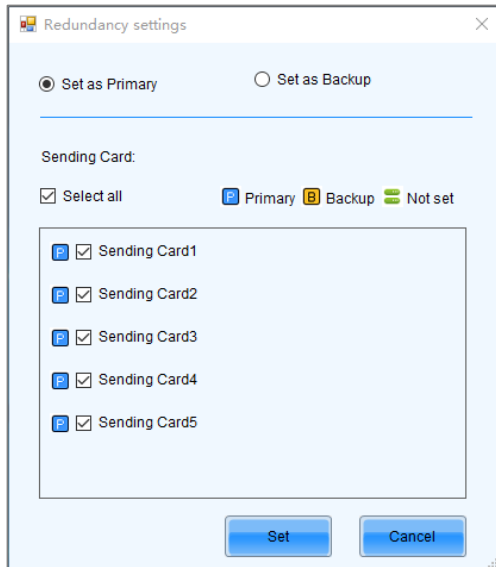 Redundancy settings
Set as Primary Set as Backup
Sending Card:
Select all P Primary B Backup Not set
P Sending Card1
P Sending Card2
P Sending Card3
P Sending Card4
P Sending Card5
Set Cancel